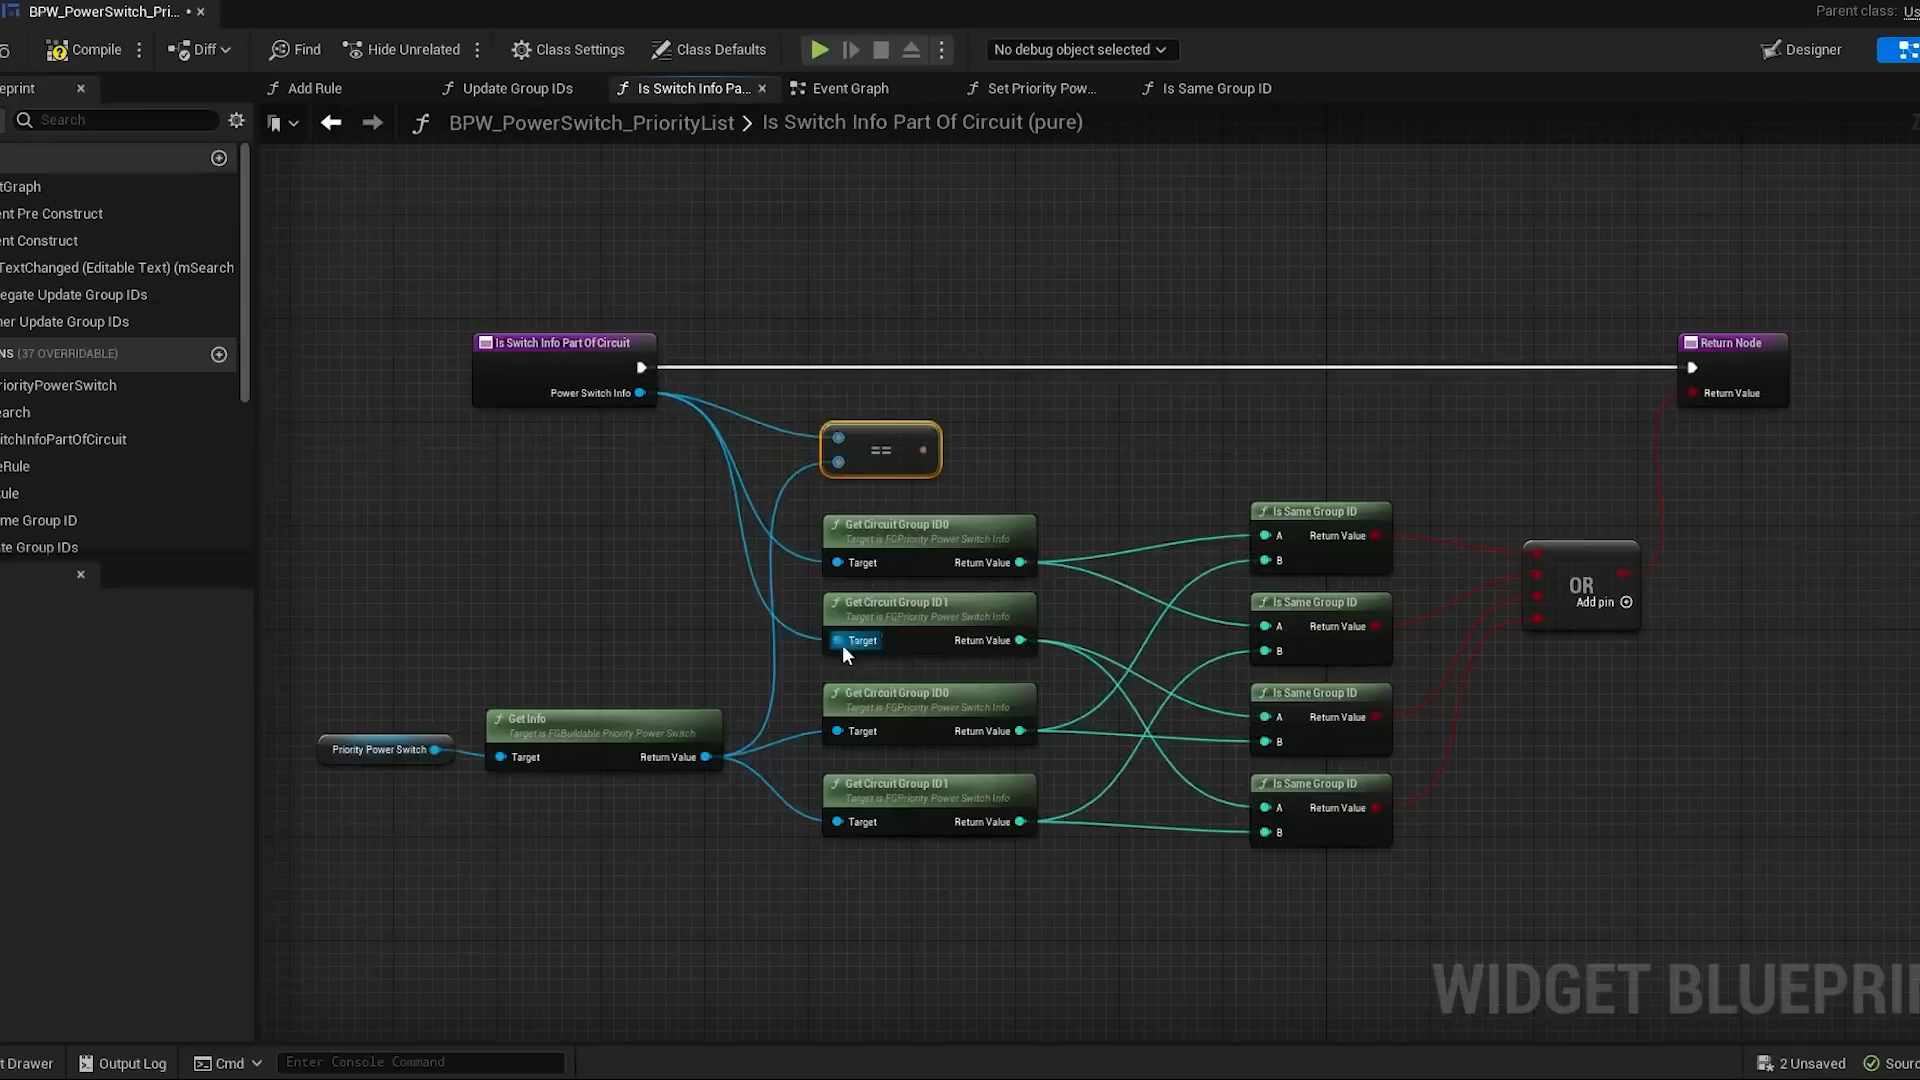 BPW_PowerSwitch_Pri... •
Parent class: Us
Compile
Diff
Find
Hide Unrelated
Class Settings
Class Defaults
No debug object selected
Designer
eprint
Add Rule
Update Group IDs
Is Switch Info Pa...
Event Graph
Set Priority Pow...
Is Same Group ID
Search
BPW_PowerSwitch_PriorityList > Is Switch Info Part Of Circuit (pure)
tGraph
ent Pre Construct
ent Construct
TextChanged (Editable Text) (mSearch
egate Update Group IDs
ner Update Group IDs
NS (37 OVERRIDABLE)
riorityPowerSwitch
earch
itchInfoPartOfCircuit
eRule
Rule
me Group ID
te Group IDs
Is Switch Info Part Of Circuit
Power Switch Info
Return Node
Return Value
==
Get Circuit Group ID0
Target is FGPriority Power Switch Info
Target
Return Value
Get Circuit Group ID1
Target is FGPriority Power Switch Info
Target
Return Value
Get Circuit Group ID0
Target is FGPriority Power Switch Info
Target
Return Value
Get Circuit Group ID1
Target is FGPriority Power Switch Info
Target
Return Value
Priority Power Switch
Get Info
Target is FGBuildable Priority Power Switch
Target
Return Value
Is Same Group ID
A Return Value
B
Is Same Group ID
A Return Value
B
Is Same Group ID
A Return Value
B
Is Same Group ID
A Return Value
B
OR
Add pin
WIDGET BLUEPRI
t Drawer
Output Log
Cmd
Enter Console Command
2 Unsaved
Sour